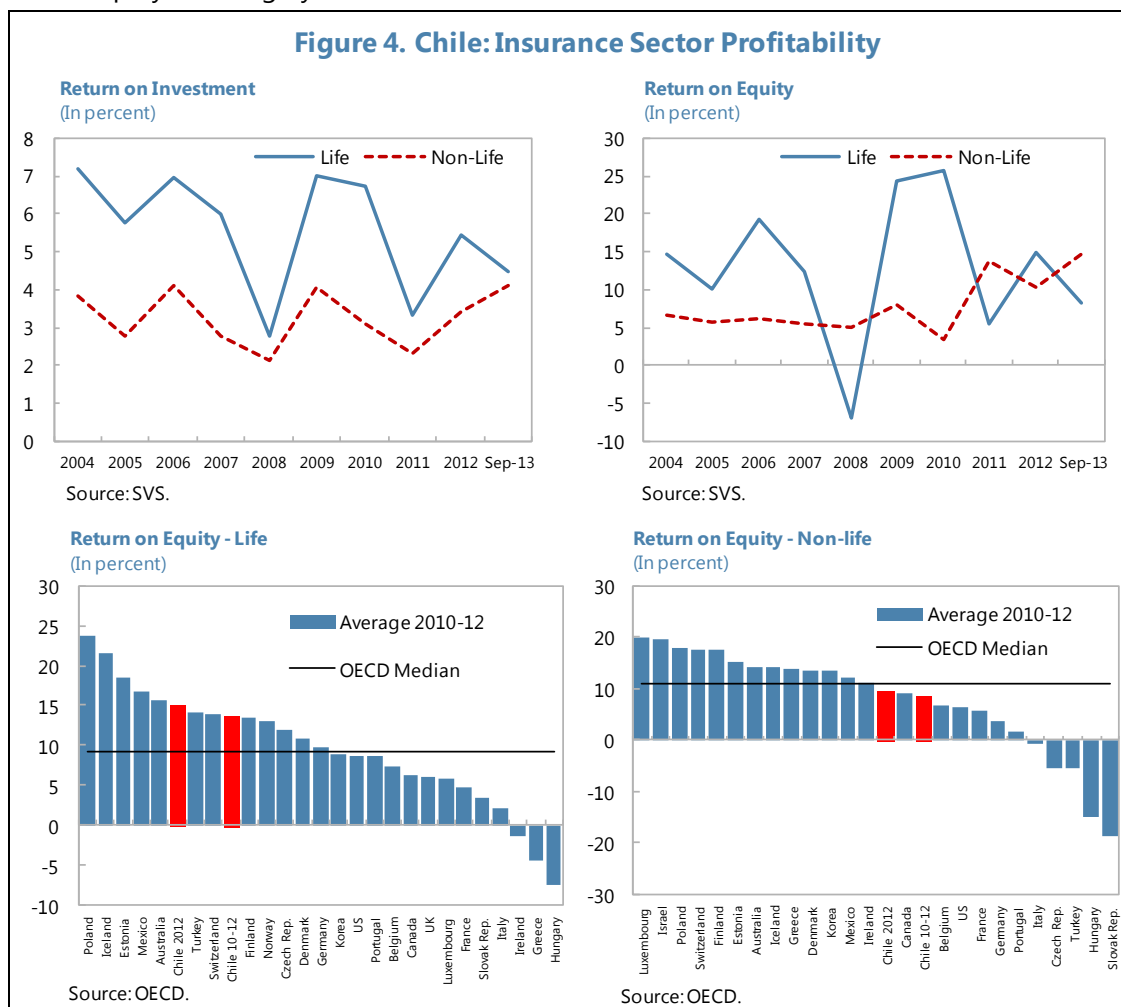 Figure 4. Chile: Insurance Sector Profitability
Return on Investment
(In percent)
8
7
6
5
4
3
2
1
0
Life
Non-Life
2004 2005 2006 2007 2008 2009 2010 2011 2012 Sep-13
Source: SVS.
Return on Equity
(In percent)
30
25
20
15
10
5
0
-5
-10
Life
Non-Life
2004 2005 2006 2007 2008 2009 2010 2011 2012 Sep-13
Source: SVS.
Return on Equity - Life
(In percent)
30
25
20
15
10
5
0
-5
-10
Average 2010-12
OECD Median
Poland
Iceland
Estonia
Mexico
Australia
Chile 2012
Turkey
Switzerland
Chile 10-12
Finland
Norway
Czech Rep.
Denmark
Germany
Korea
US
Portugal
Belgium
Canada
UK
Luxembourg
France
Slovak Rep.
Italy
Ireland
Greece
Hungary
Source: OECD.
Return on Equity - Non-life
(In percent)
30
20
10
0
-10
-20
-30
Average 2010-12
OECD Median
Luxembourg
Israel
Poland
Switzerland
Finland
Estonia
Australia
Iceland
Greece
Denmark
Korea
Mexico
Ireland
Chile 2012
Canada
Chile 10-12
Belgium
US
France
Germany
Portugal
Italy
Czech Rep.
Turkey
Hungary
Slovak Rep.
Source: OECD.